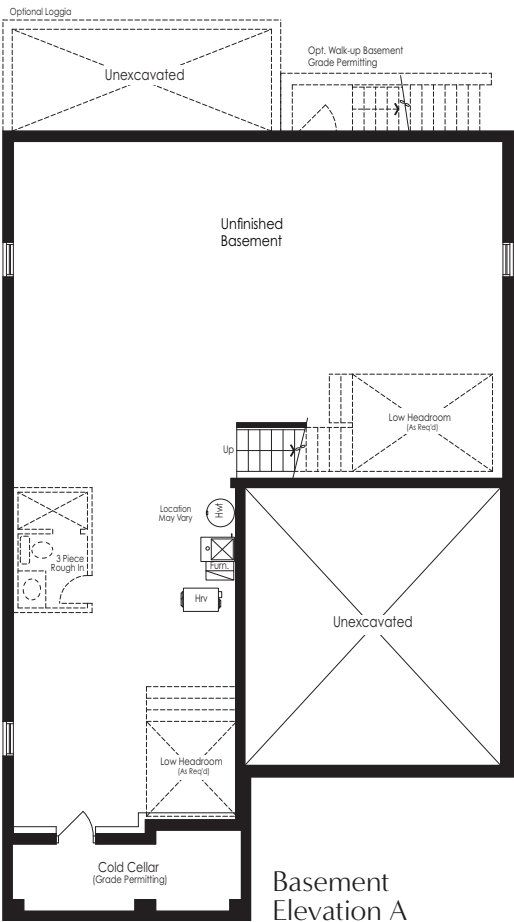 Optional Loggia
Unexcavated
Opt. Walk-up Basement
Grade Permitting
Unfinished
Basement
Low Headroom
(As Req'd)
Up
Location
May Vary
Hwt
3 Piece
Rough In
Furn.
Hrv
Unexcavated
Low Headroom
(As Req'd)
Cold Cellar
(Grade Permitting)
Basement
Elevation A